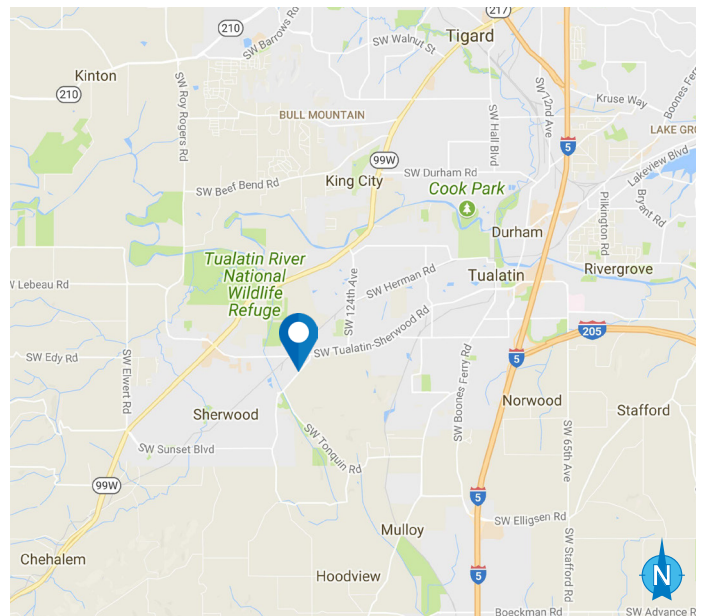 217
210
SW Barrows Rd
SW Walnut St
Tigard
Kinton
210
SW Roy Rogers Rd
BULL MOUNTAIN
SW Hall Blvd
SW 72nd Ave
Kruse Way
Boones Ferry
LAKE GRO
5
99W
Lakeview Blvd
SW Durham Rd
King City
SW Beef Bend Rd
Cook Park
Pilkington Rd
Bryant Rd
Durham
Tualatin River
National
Wildlife
Refuge
Tualatin
Rivergrove
SW Herman Rd
SW 124th Ave
W Lebeau Rd
SW Tualatin-Sherwood Rd
205
SW Edy Rd
SW Elwert Rd
5
SW Boones Ferry Rd
Norwood
Stafford
Sherwood
SW 65th Ave
SW Sunset Blvd
SW Tonquin Rd
99W
5
SW Elligsen Rd
Mulloy
SW Stafford Rd
Chehalem
Hoodview
5
N
Boeckman Rd
SW Advance R